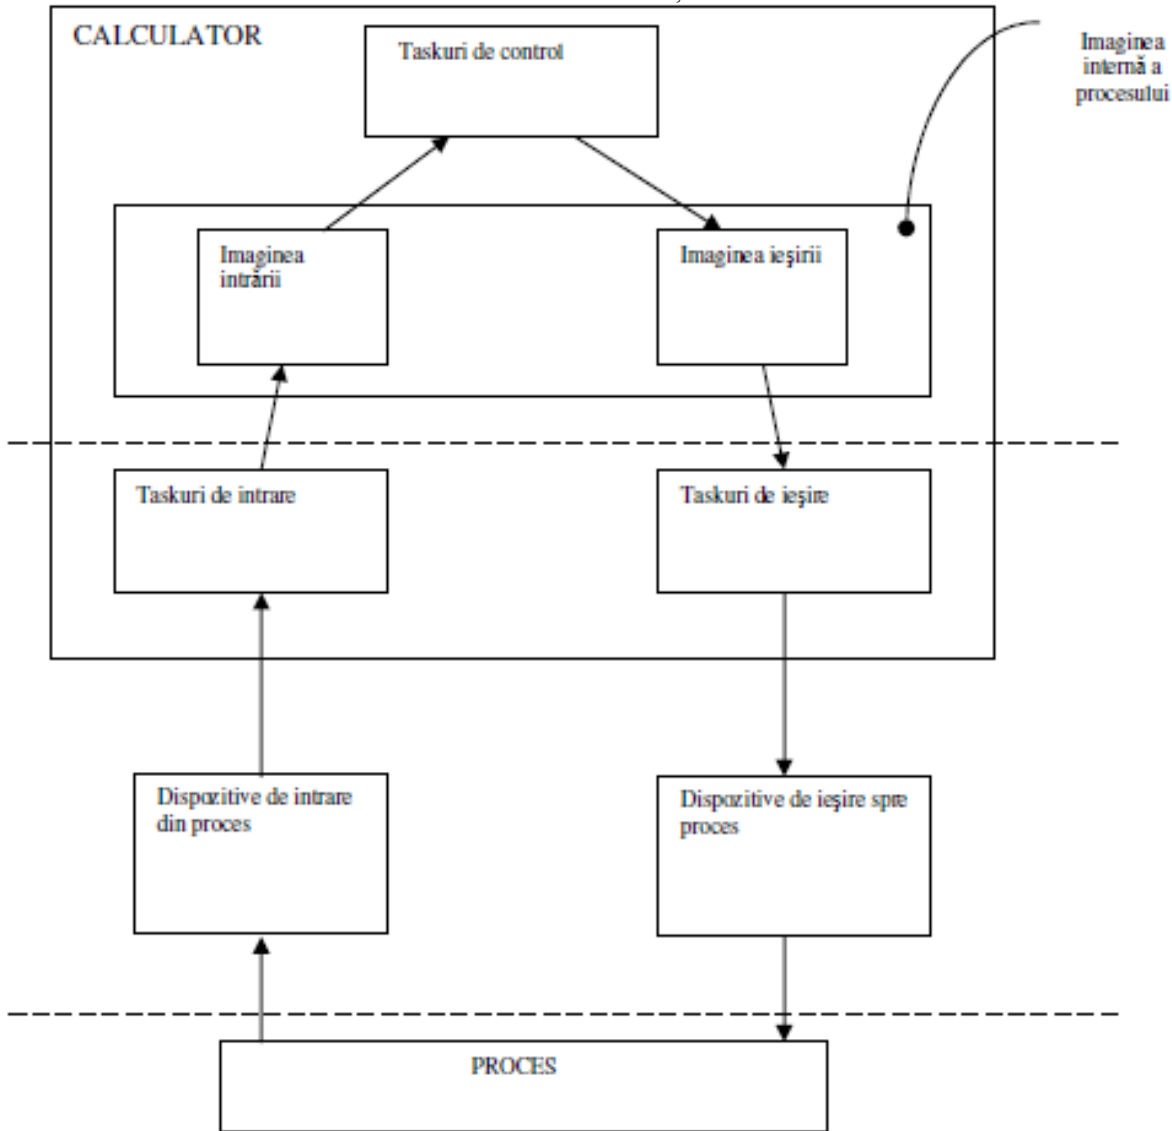 CALCULATOR
Taskuri de control
Imaginea
internă a
procesului
Imaginea
intrării
Imaginea ieşirii
Taskuri de intrare
Taskuri de ieşire
Dispozitive de intrare
din proces
Dispozitive de ieşire spre
proces
PROCES